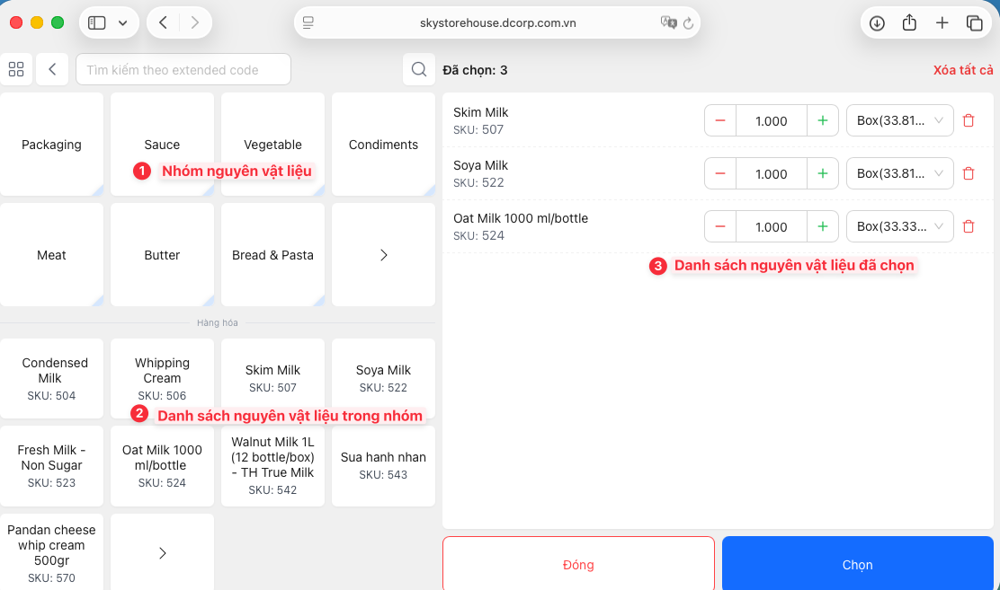 skystorehouse.dcorp.com.vn
Tìm kiếm theo extended code
Đã chọn: 3
Xóa tất cả
Packaging
Sauce
Vegetable
Condiments
1 Nhóm nguyên vật liệu
Meat
Butter
Bread & Pasta
Hàng hóa
Condensed
Milk
SKU: 504
Whipping
Cream
SKU: 506
Skim Milk
SKU: 507
Soya Milk
SKU: 522
2 Danh sách nguyên vật liệu trong nhóm
Fresh Milk -
Non Sugar
SKU: 523
Oat Milk 1000
ml/bottle
SKU: 524
Walnut Milk 1L
(12 bottle/box)
- TH True Milk
SKU: 542
Sua hanh nhan
SKU: 543
Pandan cheese
whip cream
500gr
SKU: 570
Skim Milk
SKU: 507
1.000
Box(33.81...
Soya Milk
SKU: 522
1.000
Box(33.81...
Oat Milk 1000 ml/bottle
SKU: 524
1.000
Box(33.33...
3 Danh sách nguyên vật liệu đã chọn
Đóng
Chọn